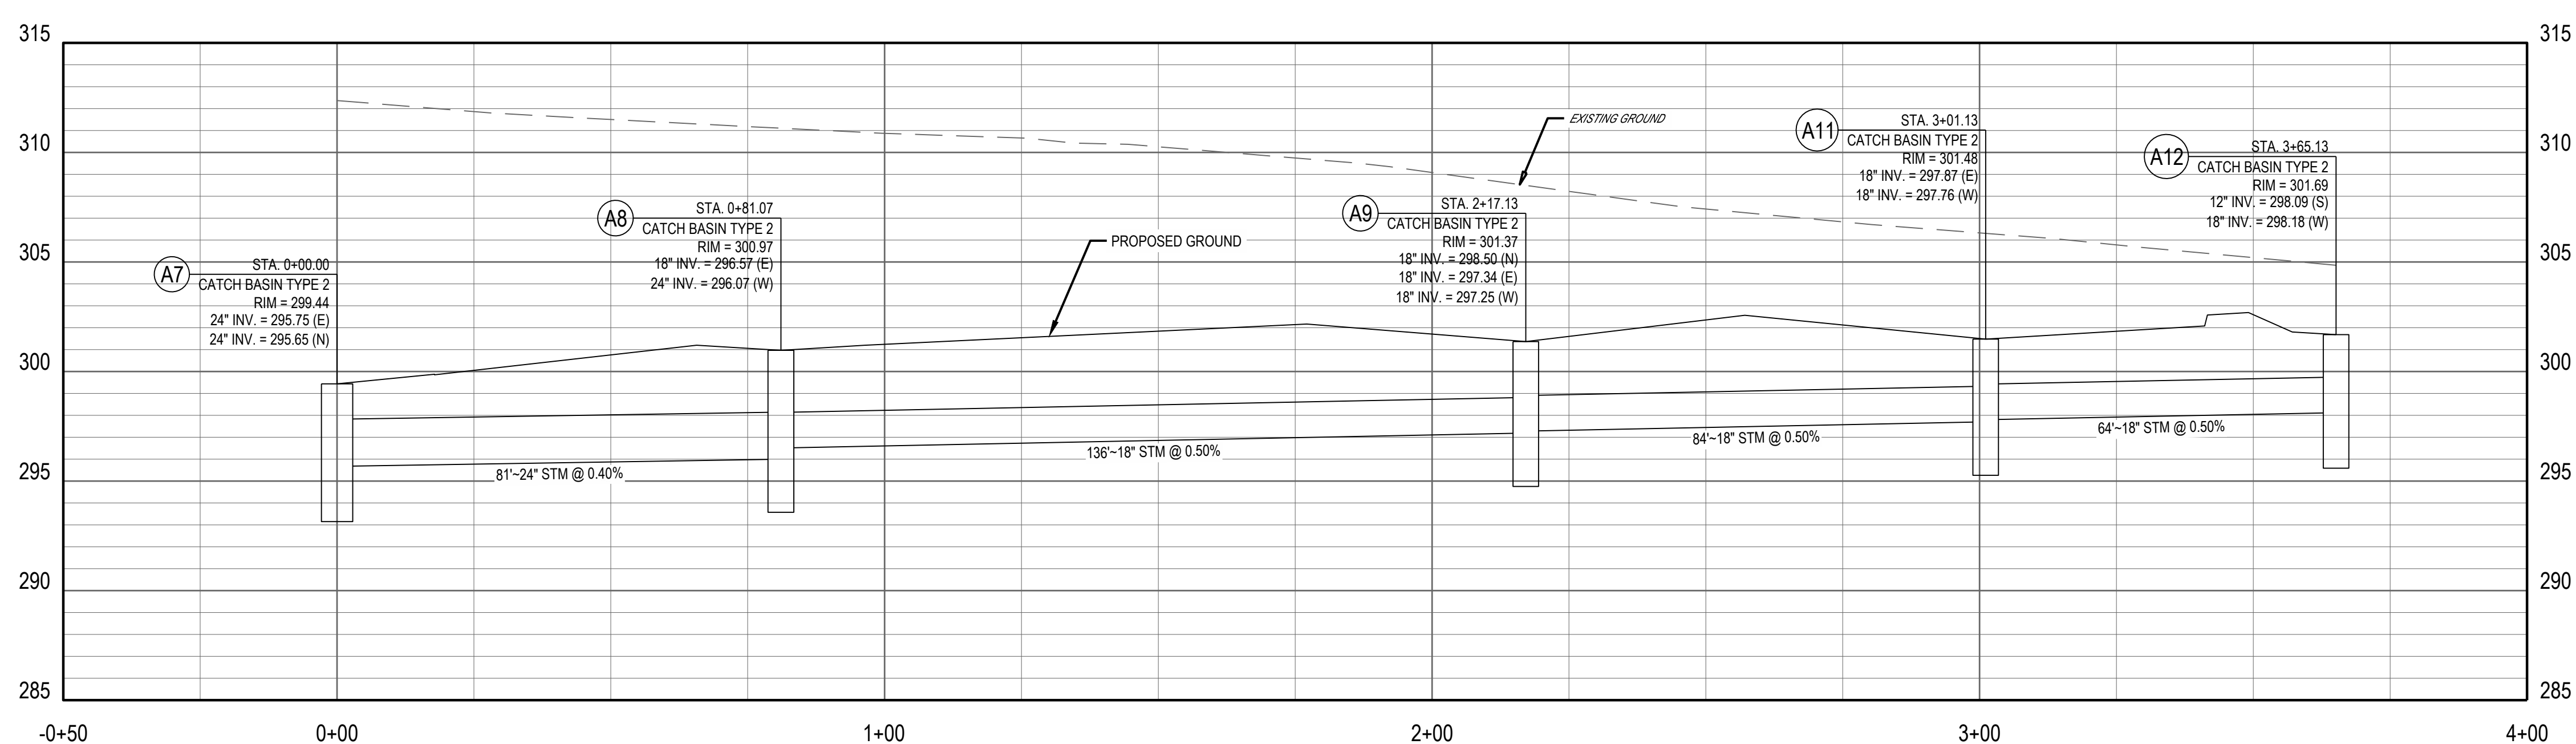 315
310
305
300
295
290
285
A7
STA. 0+00.00
CATCH BASIN TYPE 2
RIM = 299.44
24" INV. = 295.75 (E)
24" INV. = 295.65 (N)
A8
STA. 0+81.07
CATCH BASIN TYPE 2
RIM = 300.97
18" INV. = 296.57 (E)
24" INV. = 296.07 (W)
PROPOSED GROUND
A9
STA. 2+17.13
CATCH BASIN TYPE 2
RIM = 301.37
18" INV. = 298.50 (N)
18" INV. = 297.34 (E)
18" INV. = 297.25 (W)
EXISTING GROUND
A11
STA. 3+01.13
CATCH BASIN TYPE 2
RIM = 301.48
18" INV. = 297.87 (E)
18" INV. = 297.76 (W)
A12
STA. 3+65.13
CATCH BASIN TYPE 2
RIM = 301.69
12" INV. = 298.09 (S)
18" INV. = 298.18 (W)
81'~24" STM @ 0.40%
136'~18" STM @ 0.50%
84'~18" STM @ 0.50%
64'~18" STM @ 0.50%
315
310
305
300
295
290
285
-0+50
0+00
1+00
2+00
3+00
4+00